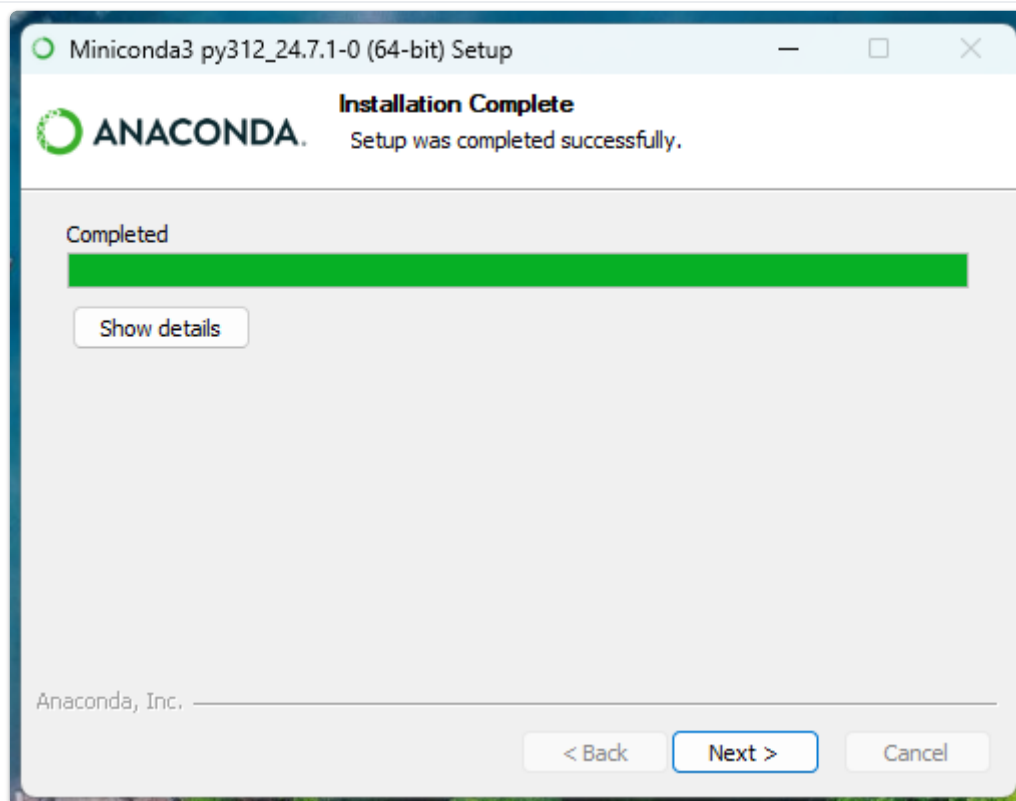 Miniconda3 py312_24.7.1-0 (64-bit) Setup
ANACONDA.
Installation Complete
Setup was completed successfully.
Completed
Show details
Anaconda, Inc.
< Back
Next >
Cancel